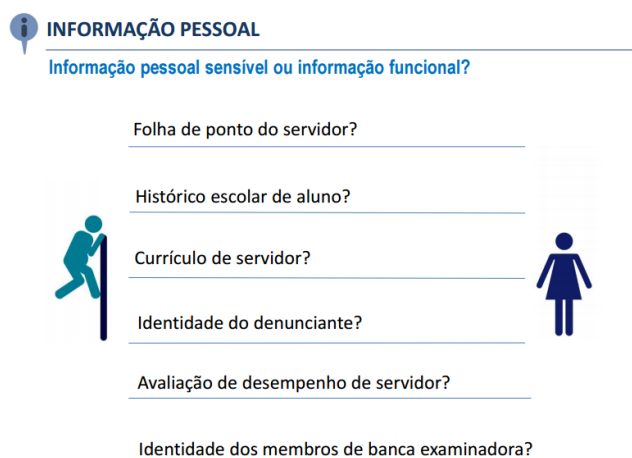 INFORMAÇÃO PESSOAL
Informação pessoal sensível ou informação funcional?
Folha de ponto do servidor?
Histórico escolar de aluno?
Currículo de servidor?
Identidade do denunciante?
Avaliação de desempenho de servidor?
Identidade dos membros de banca examinadora?